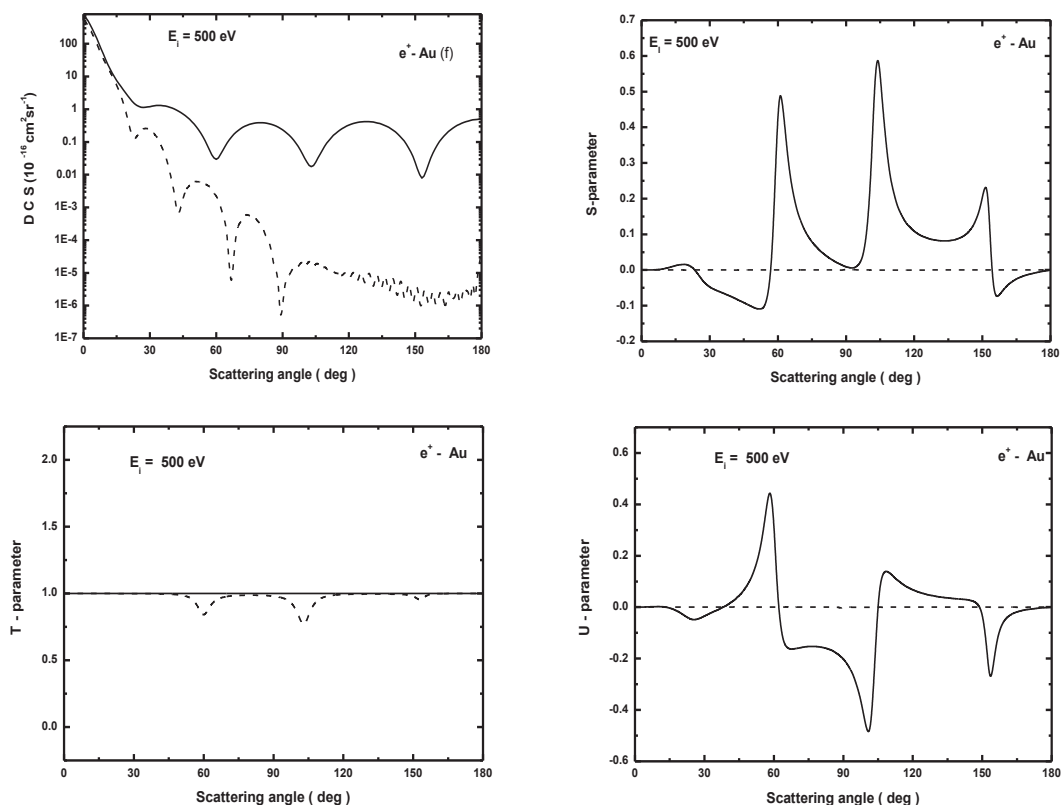 E_i = 500 eV
e⁺- Au (f)
D C S (10⁻¹⁶ cm²sr⁻¹)
100
10
1
0.1
0.01
1E-3
1E-4
1E-5
1E-6
1E-7
0 30 60 90 120 150 180
Scattering angle ( deg )
E_i = 500 eV
e⁺- Au
S-parameter
0.7
0.6
0.5
0.4
0.3
0.2
0.1
0.0
-0.1
-0.2
0 30 60 90 120 150 180
Scattering angle ( deg )
E_i = 500 eV
e⁺ - Au
T - parameter
2.0
1.5
1.0
0.5
0.0
0 30 60 90 120 150 180
Scattering angle ( deg )
E_i = 500 eV
e⁺ - Au
U - parameter
0.6
0.4
0.2
0.0
-0.2
-0.4
-0.6
0 30 60 90 120 150 180
Scattering angle ( deg )